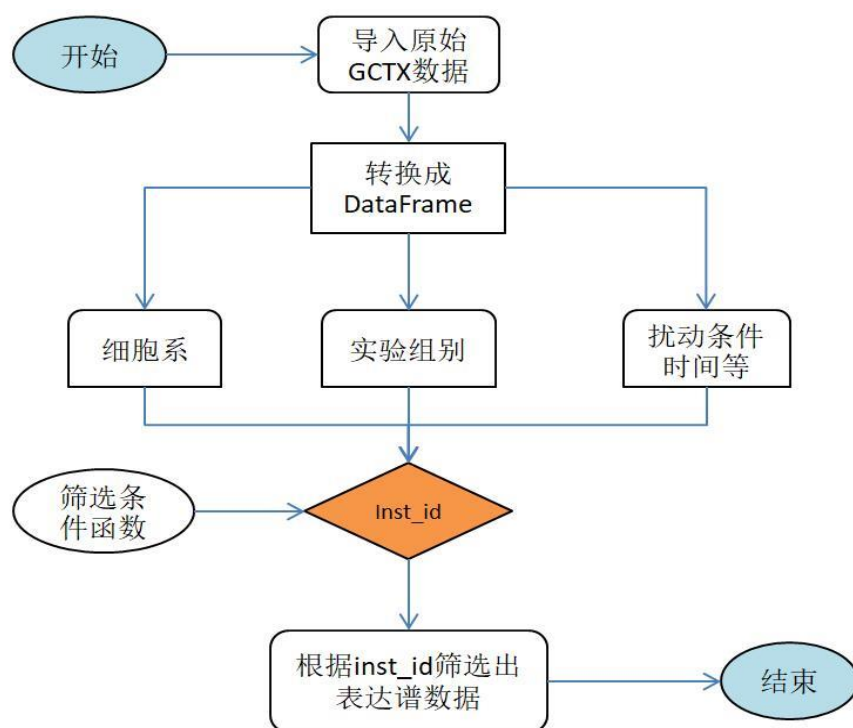 开始
导入原始
GCTX数据
转换成
DataFrame
细胞系
实验组别
扰动条件
时间等
筛选条
件函数
Inst_id
根据inst_id筛选出
表达谱数据
结束